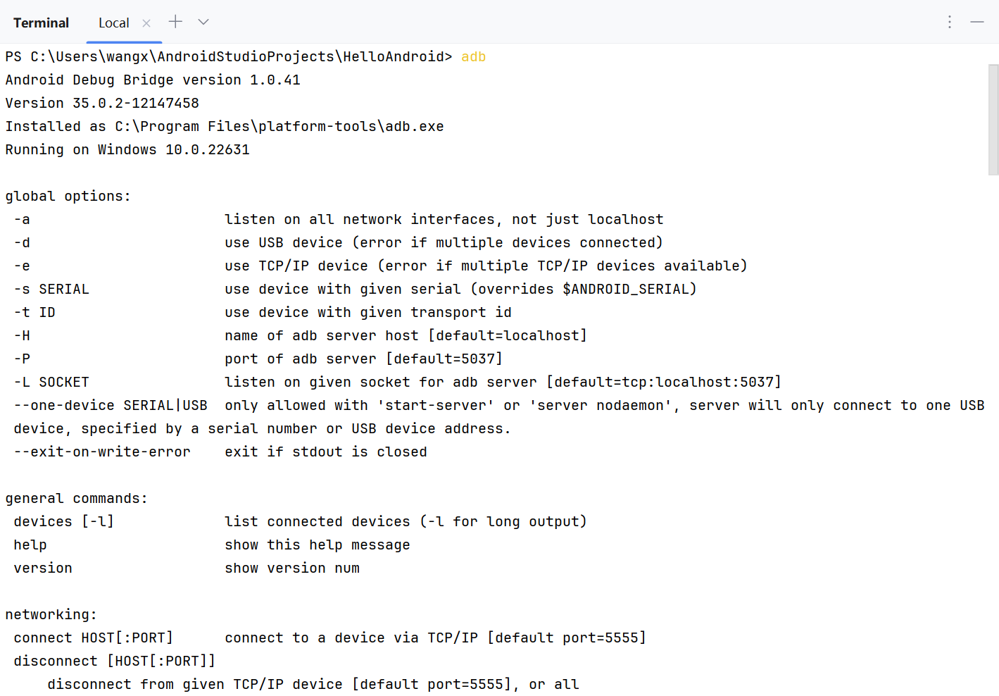 Terminal Local
PS C:\Users\wangx\AndroidStudioProjects\HelloAndroid> adb
Android Debug Bridge version 1.0.41
Version 35.0.2-12147458
Installed as C:\Program Files\platform-tools\adb.exe
Running on Windows 10.0.22631
global options:
 -a                       listen on all network interfaces, not just localhost
 -d                       use USB device (error if multiple devices connected)
 -e                       use TCP/IP device (error if multiple TCP/IP devices available)
 -s SERIAL                use device with given serial (overrides $ANDROID_SERIAL)
 -t ID                    use device with given transport id
 -H                       name of adb server host [default=localhost]
 -P                       port of adb server [default=5037]
 -L SOCKET                listen on given socket for adb server [default=tcp:localhost:5037]
 --one-device SERIAL|USB  only allowed with 'start-server' or 'server nodaemon', server will only connect to one USB
 device, specified by a serial number or USB device address.
 --exit-on-write-error    exit if stdout is closed
general commands:
 devices [-l]             list connected devices (-l for long output)
 help                     show this help message
 version                  show version num
networking:
 connect HOST[:PORT]      connect to a device via TCP/IP [default port=5555]
 disconnect [HOST[:PORT]]
     disconnect from given TCP/IP device [default port=5555], or all